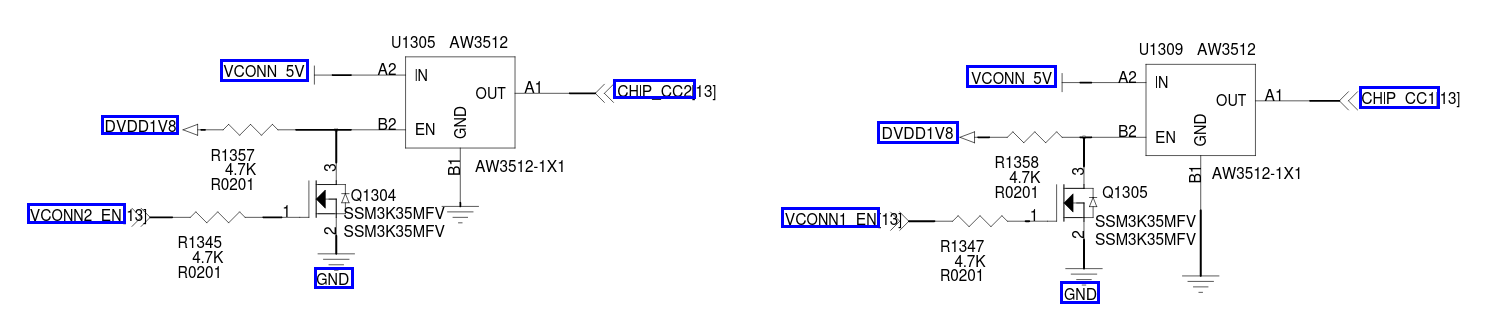 U1305 AW3512
VCONN_5V
A2
IN
OUT
A1
CHIP_CC2[13]
DVDD1V8
B2
EN
GND
R1357
4.7K
R0201
3
B1
AW3512-1X1
Q1304
VCONN2_EN[13]
1
SSM3K35MFV
SSM3K35MFV
2
R1345
4.7K
R0201
GND
U1309 AW3512
VCONN_5V
A2
IN
OUT
A1
CHIP_CC1[13]
DVDD1V8
B2
EN
GND
R1358
4.7K
R0201
3
B1
AW3512-1X1
Q1305
VCONN1_EN[13]
1
SSM3K35MFV
SSM3K35MFV
2
R1347
4.7K
R0201
GND